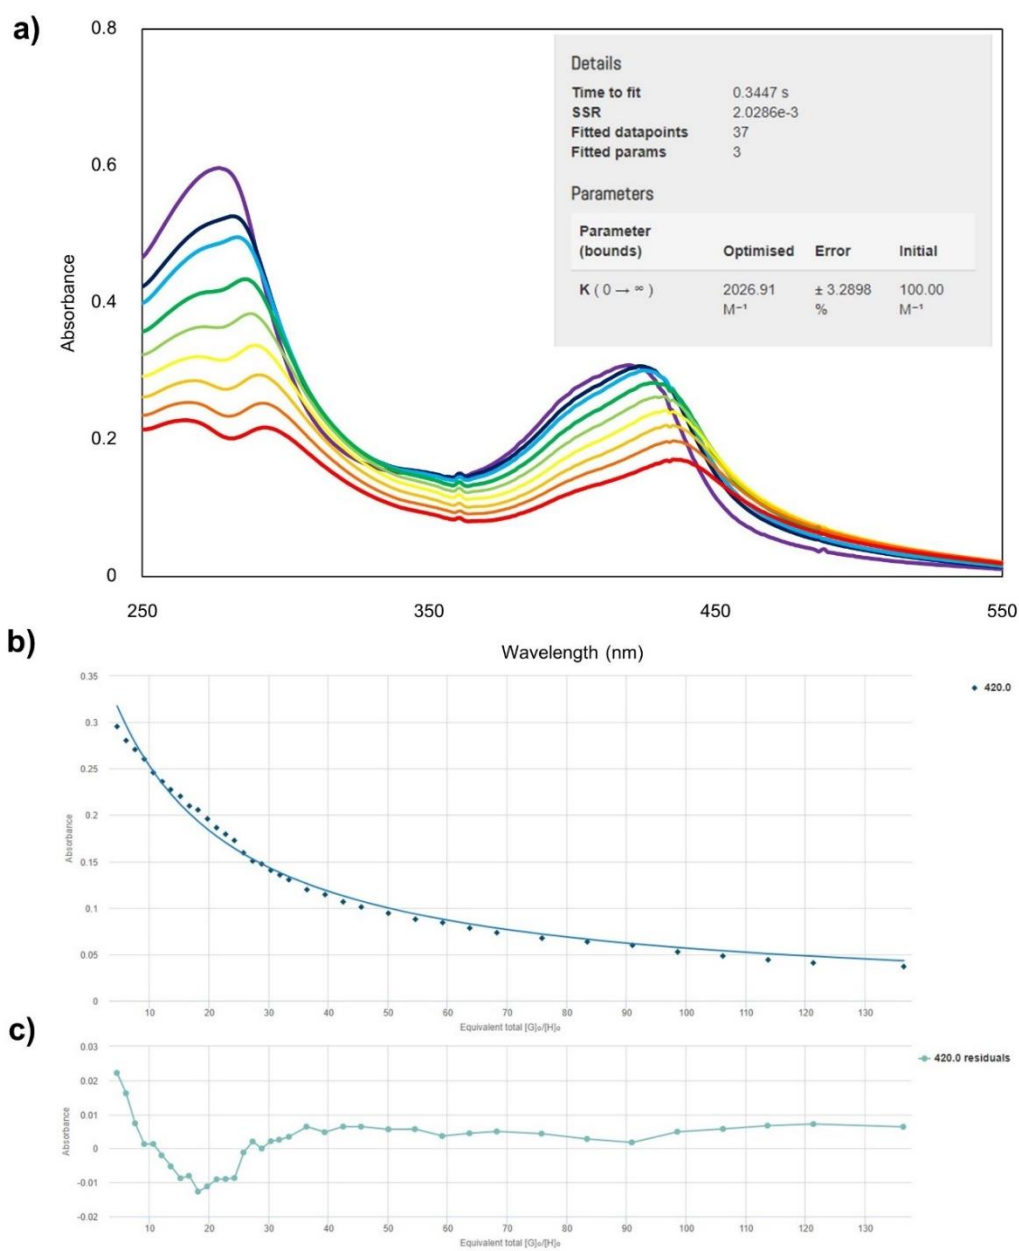 a)
0.8
0.6
0.4
0.2
0
Absorbance
Details
Time to fit 0.3447 s
SSR 2.0286e-3
Fitted datapoints 37
Fitted params 3
Parameters
Parameter
(bounds) Optimised Error Initial
K ( 0 → ∞ ) 2026.91 ± 3.2898 100.00
M⁻¹ % M⁻¹
250 350 450 550
Wavelength (nm)
b)
0.35
0.3
0.25
0.2
0.15
0.1
0.05
0
Absorbance
420.0
10 20 30 40 50 60 70 80 90 100 110 120 130
Equivalent total [G]₀/[H]₀
c)
0.03
0.02
0.01
0
-0.01
-0.02
Absorbance
420.0 residuals
10 20 30 40 50 60 70 80 90 100 110 120 130
Equivalent total [G]₀/[H]₀